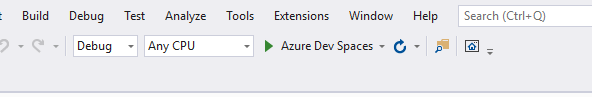 Build Debug Test Analyze Tools Extensions Window Help Search (Ctrl+Q)
Debug Any CPU Azure Dev Spaces